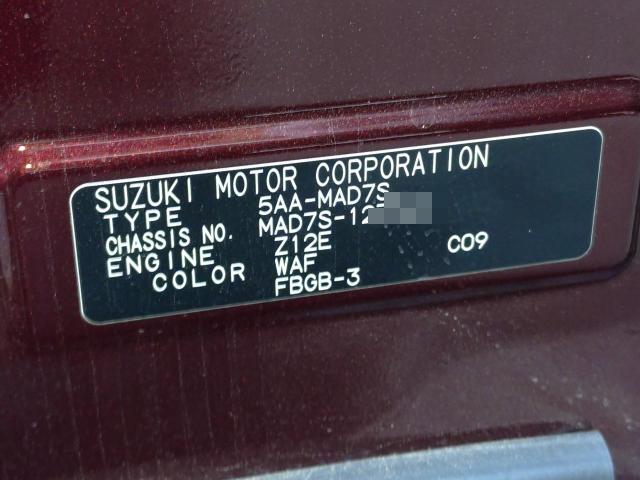 SUZUKI MOTOR CORPORATION
TYPE 5AA-MAD7S
CHASSIS NO. MAD7S-12
ENGINE Z12E
COLOR WAF C09
FBGB-3